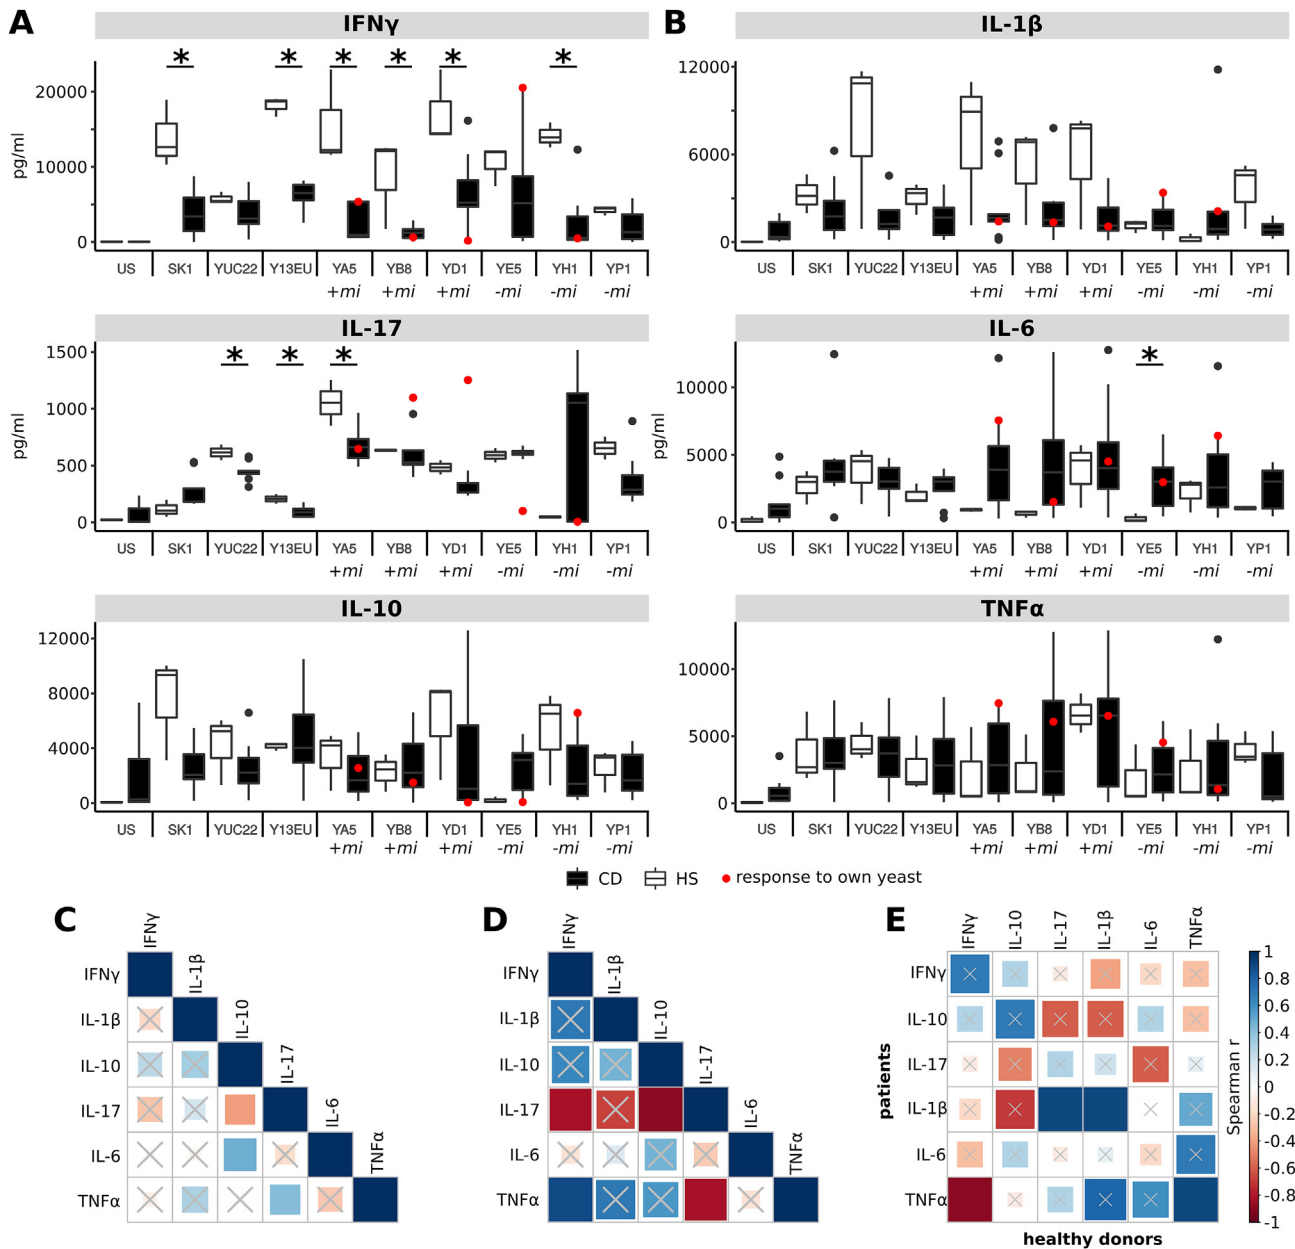 A
IFNγ
* * * * * *
pg/ml
20000
10000
0
US SK1 YUC22 Y13EU YA5 YB8 YD1 YE5 YH1 YP1
+mi +mi +mi -mi -mi -mi
IL-17
* * *
pg/ml
1500
1000
500
0
US SK1 YUC22 Y13EU YA5 YB8 YD1 YE5 YH1 YP1
+mi +mi +mi -mi -mi -mi
IL-10
12000
8000
4000
0
US SK1 YUC22 Y13EU YA5 YB8 YD1 YE5 YH1 YP1
+mi +mi +mi -mi -mi -mi
B
IL-1β
12000
6000
0
US SK1 YUC22 Y13EU YA5 YB8 YD1 YE5 YH1 YP1
+mi +mi +mi -mi -mi -mi
IL-6
*
pg/ml
10000
5000
0
US SK1 YUC22 Y13EU YA5 YB8 YD1 YE5 YH1 YP1
+mi +mi +mi -mi -mi -mi
TNFα
10000
5000
0
US SK1 YUC22 Y13EU YA5 YB8 YD1 YE5 YH1 YP1
+mi +mi +mi -mi -mi -mi
CD HS response to own yeast
C
IFNγ
IL-1β
IL-10
IL-17
IL-6
TNFα
IFNγ
IL-1β
IL-10
IL-17
IL-6
TNFα
D
IFNγ
IL-1β
IL-10
IL-17
IL-6
TNFα
IFNγ
IL-1β
IL-10
IL-17
IL-6
TNFα
E
IFNγ
IL-10
IL-17
IL-1β
IL-6
TNFα
patients
IFNγ
IL-10
IL-17
IL-1β
IL-6
TNFα
healthy donors
Spearman r
1
0.8
0.6
0.4
0.2
0
-0.2
-0.4
-0.6
-0.8
-1